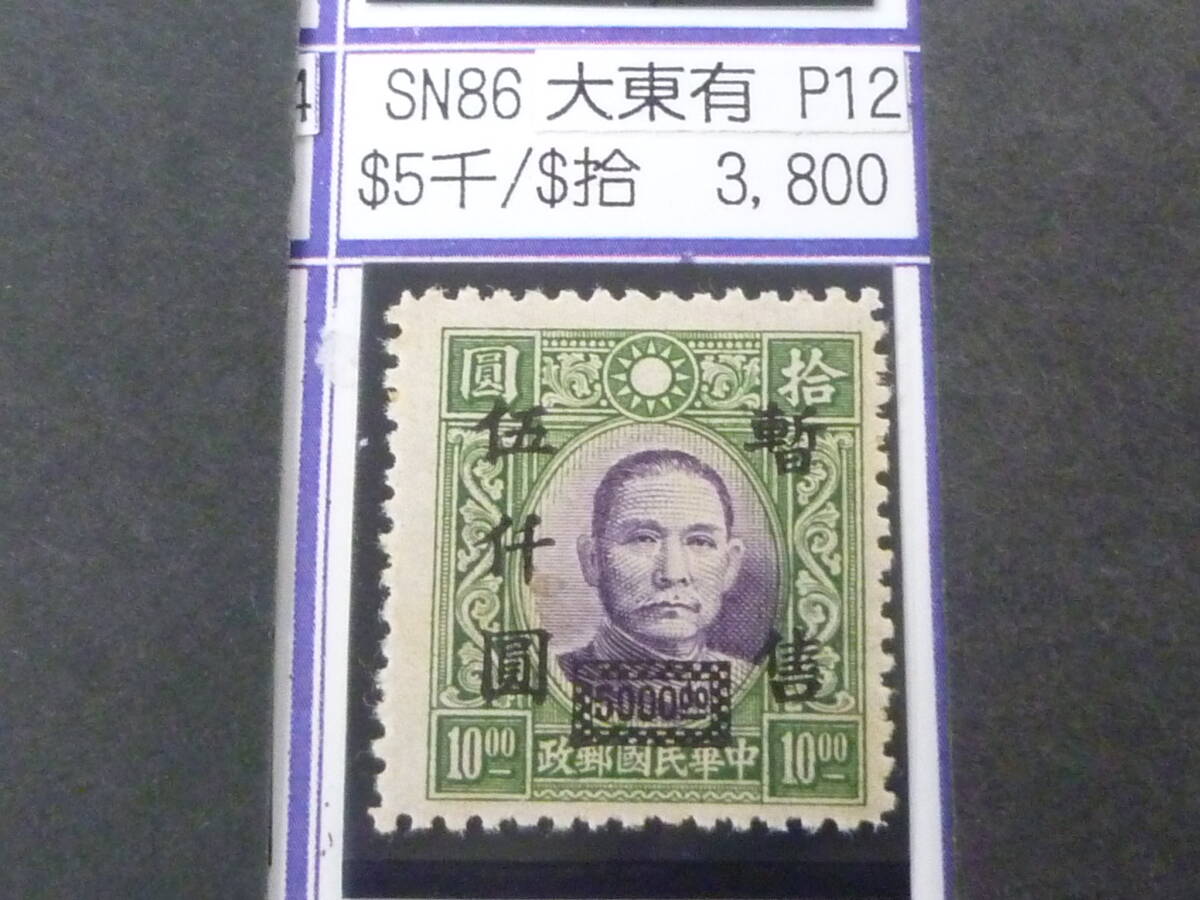 4
SN86 大東有 P12
$5千/$拾 3,800
圓 拾
伍仟圓
暫售
5000.00
10.00 政郵國民華中 10.00